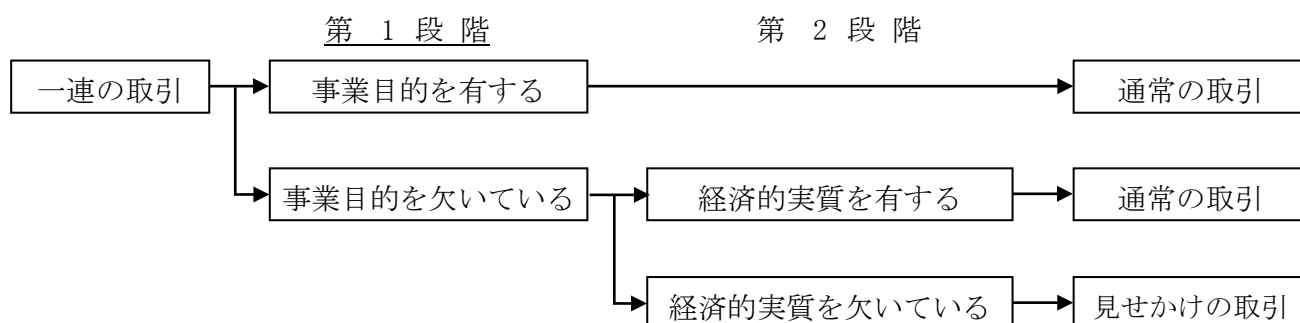 第 1 段 階 第 2 段 階
一連の取引 事業目的を有する 通常の取引
事業目的を欠いている 経済的実質を有する 通常の取引
経済的実質を欠いている 見せかけの取引